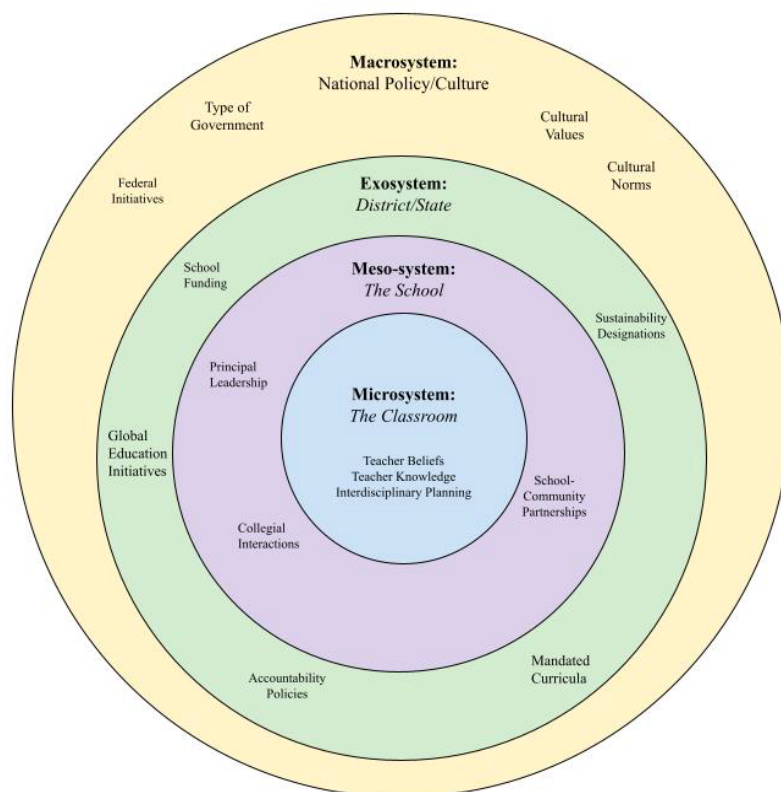 Macrosystem:
National Policy/Culture
Type of
Government
Cultural
Values
Cultural
Norms
Federal
Initiatives
Exosystem:
District/State
School
Funding
Meso-system:
The School
Sustainability
Designations
Principal
Leadership
Microsystem:
The Classroom
Global
Education
Initiatives
Teacher Beliefs
Teacher Knowledge
Interdisciplinary Planning
School-
Community
Partnerships
Collegial
Interactions
Accountability
Policies
Mandated
Curricula